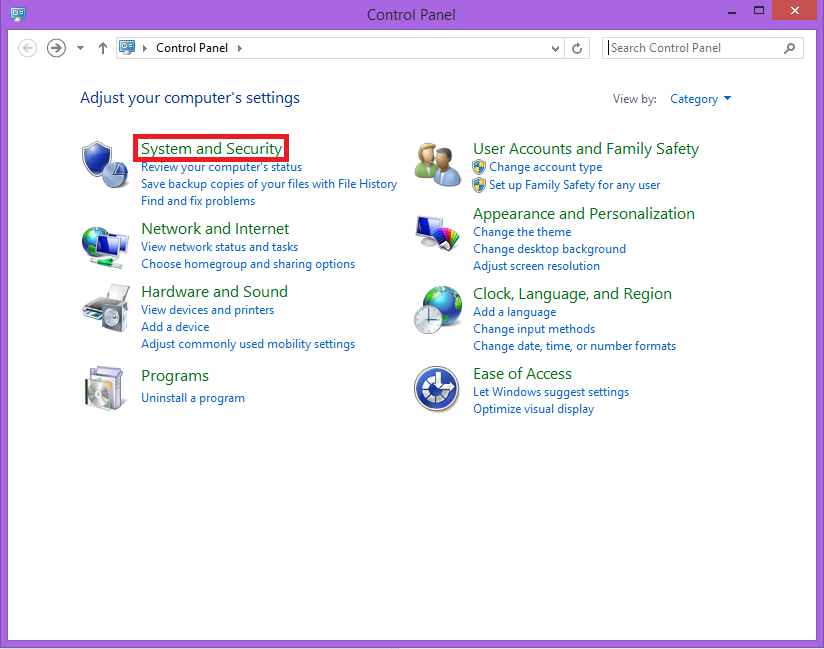 Control Panel
Control Panel
Search Control Panel
Adjust your computer's settings
View by: Category
System and Security
Review your computer's status
Save backup copies of your files with File History
Find and fix problems
Network and Internet
View network status and tasks
Choose homegroup and sharing options
Hardware and Sound
View devices and printers
Add a device
Adjust commonly used mobility settings
Programs
Uninstall a program
User Accounts and Family Safety
Change account type
Set up Family Safety for any user
Appearance and Personalization
Change the theme
Change desktop background
Adjust screen resolution
Clock, Language, and Region
Add a language
Change input methods
Change date, time, or number formats
Ease of Access
Let Windows suggest settings
Optimize visual display